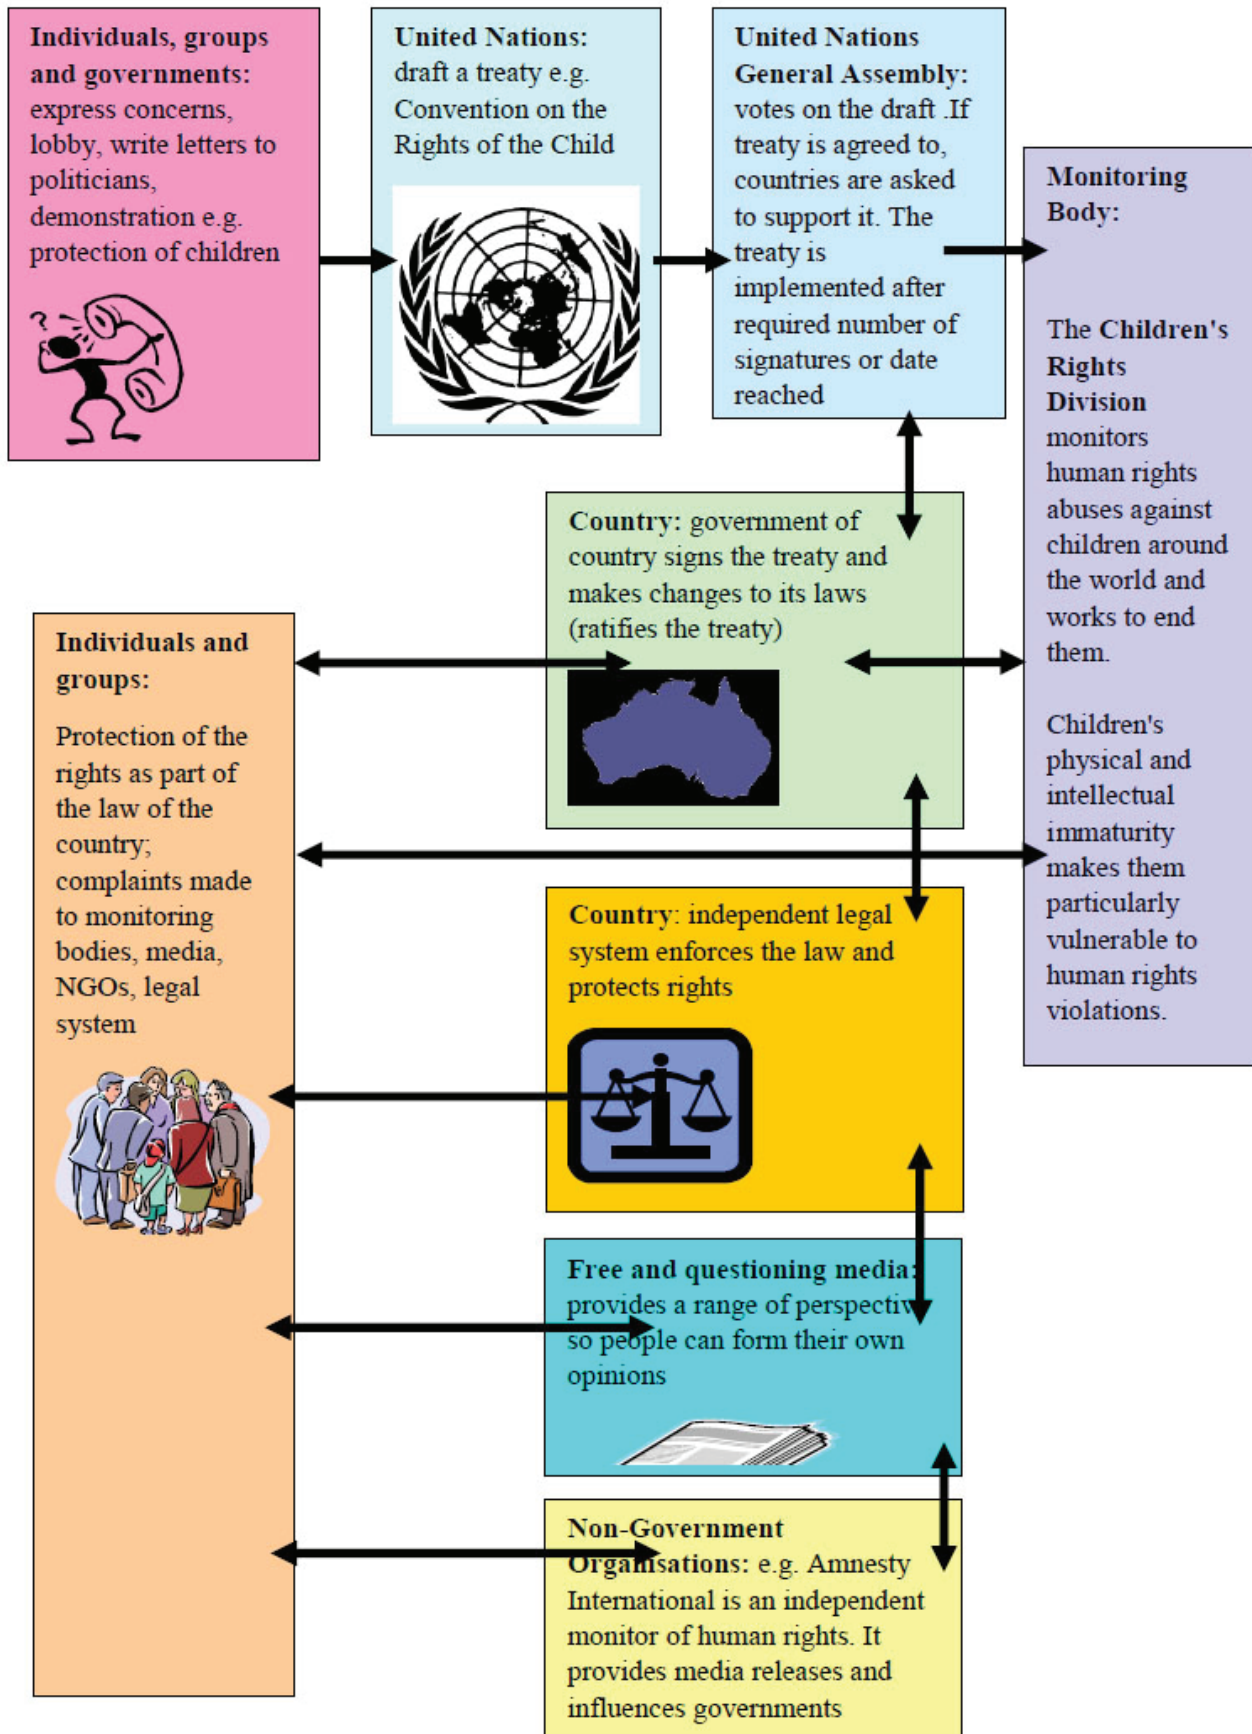 Individuals, groups
and governments:
express concerns,
lobby, write letters to
politicians,
demonstration e.g.
protection of children
?
United Nations:
draft a treaty e.g.
Convention on the
Rights of the Child
United Nations
General Assembly:
votes on the draft .If
treaty is agreed to,
countries are asked
to support it. The
treaty is
implemented after
required number of
signatures or date
reached
Monitoring
Body:
The Children's
Rights
Division
monitors
human rights
abuses against
children around
the world and
works to end
them.
Children's
physical and
intellectual
immaturity
makes them
particularly
vulnerable to
human rights
violations.
Country: government of
country signs the treaty and
makes changes to its laws
(ratifies the treaty)
Individuals and
groups:
Protection of the
rights as part of
the law of the
country;
complaints made
to monitoring
bodies, media,
NGOs, legal
system
Country: independent legal
system enforces the law and
protects rights
Free and questioning media:
provides a range of
so people can form their own
opinions
Non-Government
Organisations: e.g. Amnesty
International is an independent
monitor of human rights. It
provides media releases and
influences governments